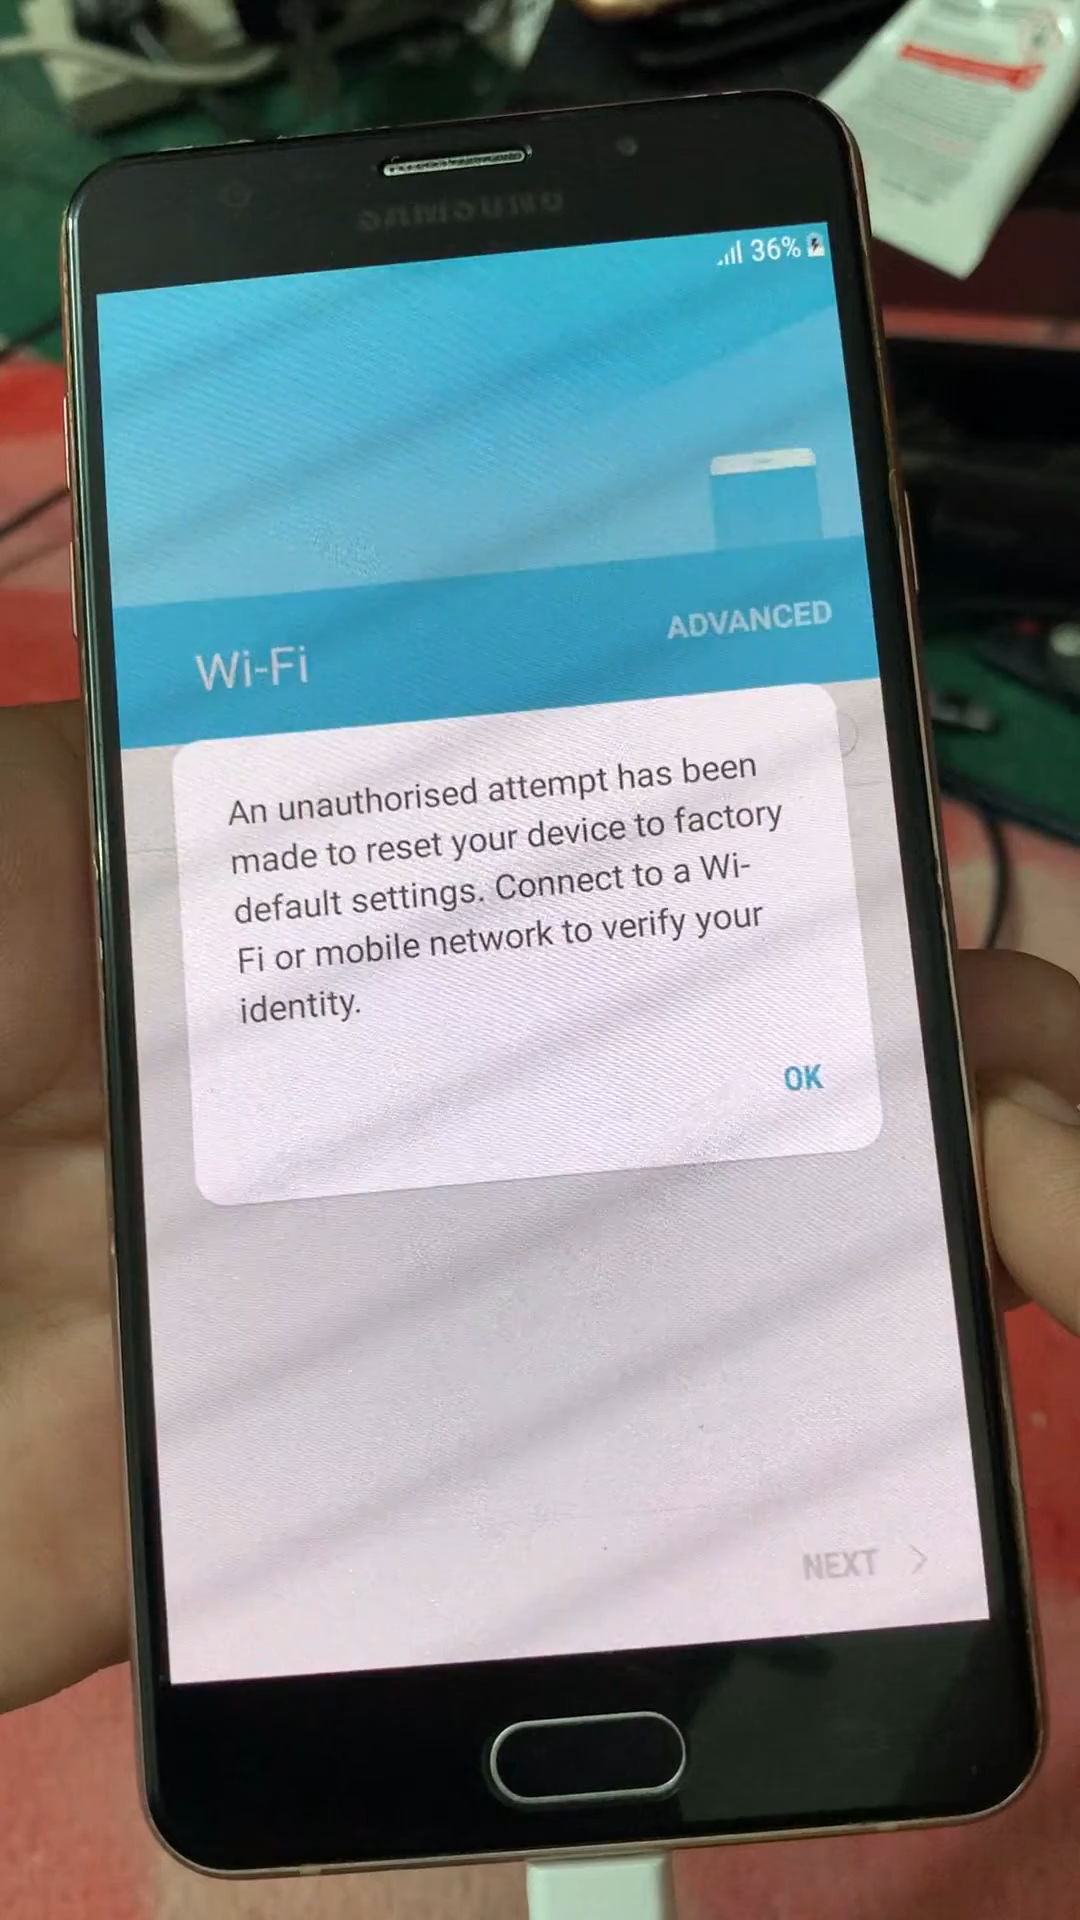 SAMSUNG
36%
ADVANCED
Wi-Fi
An unauthorised attempt has been
made to reset your device to factory
default settings. Connect to a Wi-
Fi or mobile network to verify your
identity.
OK
NEXT >